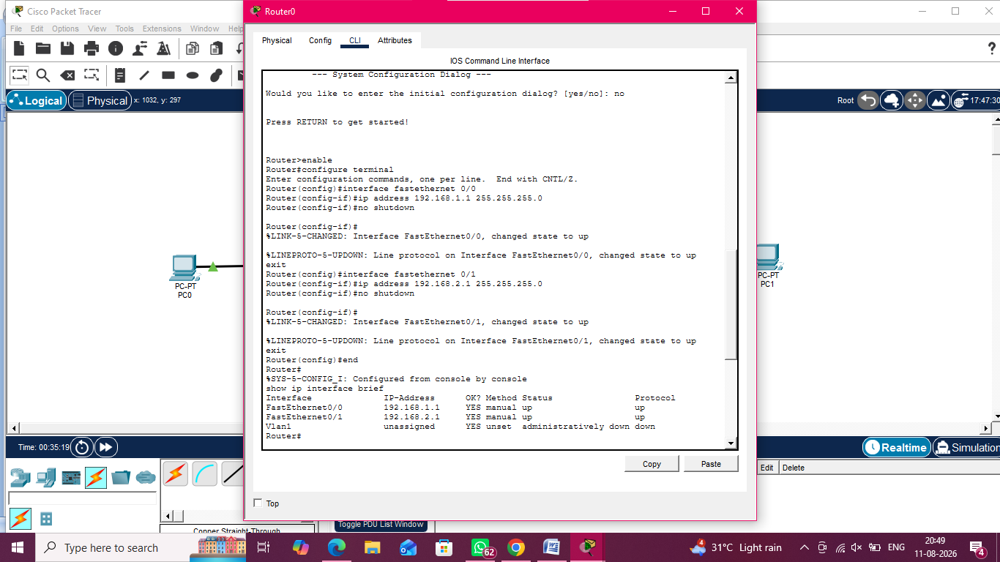 Cisco Packet Tracer
File Edit Options View Tools Extensions Window Help
?
Logical
Physical
x: 1032, y: 297
Root
17:47:30
Router0
Physical Config CLI Attributes
IOS Command Line Interface
--- System Configuration Dialog ---
Would you like to enter the initial configuration dialog? [yes/no]: no
Press RETURN to get started!
Router>enable
Router#configure terminal
Enter configuration commands, one per line.  End with CNTL/Z.
Router(config)#interface fastethernet 0/0
Router(config-if)#ip address 192.168.1.1 255.255.255.0
Router(config-if)#no shutdown
Router(config-if)#
%LINK-5-CHANGED: Interface FastEthernet0/0, changed state to up
%LINEPROTO-5-UPDOWN: Line protocol on Interface FastEthernet0/0, changed state to up
exit
Router(config)#interface fastethernet 0/1
Router(config-if)#ip address 192.168.2.1 255.255.255.0
Router(config-if)#no shutdown
Router(config-if)#
%LINK-5-CHANGED: Interface FastEthernet0/1, changed state to up
%LINEPROTO-5-UPDOWN: Line protocol on Interface FastEthernet0/1, changed state to up
exit
Router(config)#end
Router#
%SYS-5-CONFIG_I: Configured from console by console
show ip interface brief
Interface IP-Address OK? Method Status Protocol
FastEthernet0/0 192.168.1.1 YES manual up up
FastEthernet0/1 192.168.2.1 YES manual up up
Vlan1 unassigned YES unset administratively down down
Router#
Copy Paste
Top
PC-PT
PC0
PC-PT
PC1
Time: 00:35:19
Realtime
Simulation
Edit Delete
Copper Straight-Through
Toggle PDU List Window
Type here to search
62
4
31°C Light rain
ENG
20:49
11-08-2026
4